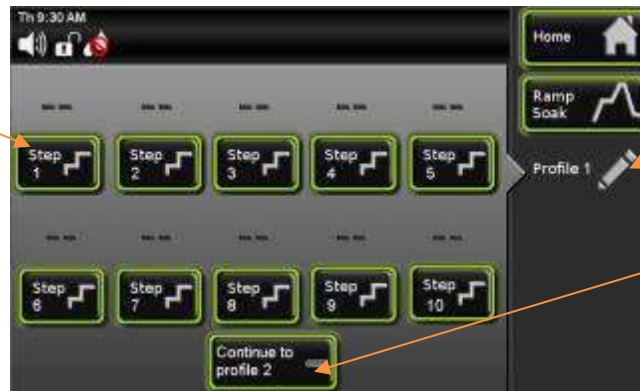 Th 9:30 AM
Home
Ramp
Soak
-- -- -- -- -- -- -- -- -- --
Step
1
Step
2
Step
3
Step
4
Step
5
Profile 1
-- -- -- -- -- -- -- -- -- --
Step
6
Step
7
Step
8
Step
9
Step
10
Continue to
profile 2